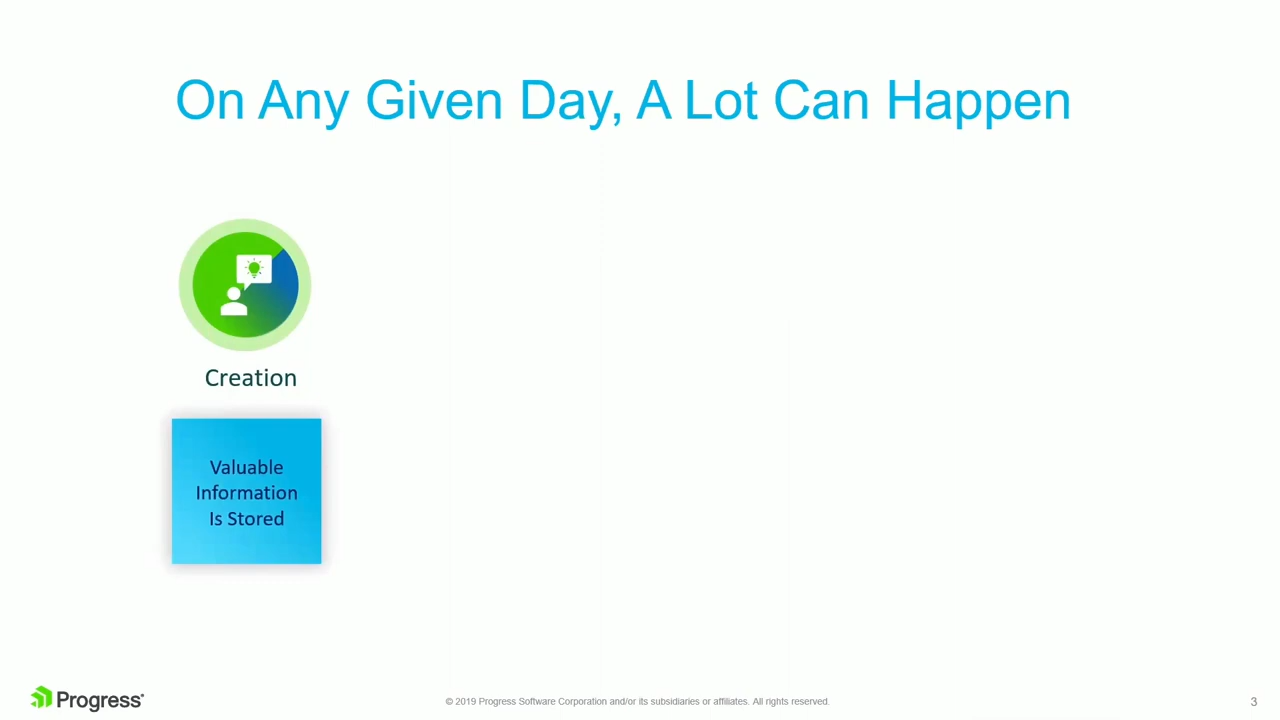 On Any Given Day, A Lot Can Happen
Creation
Valuable
Information
Is Stored
Progress
© 2019 Progress Software Corporation and/or its subsidiaries or affiliates. All rights reserved.
3